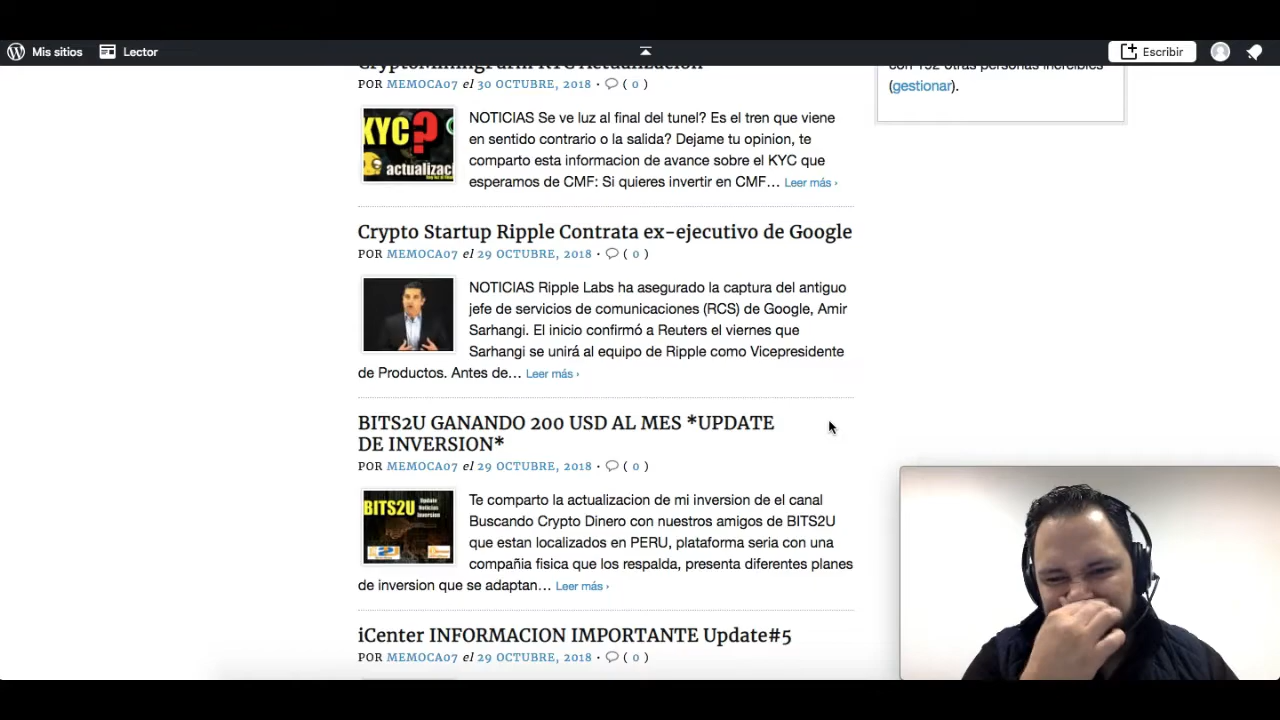 Mis sitios
Lector
Escribir
CryptoMiningFarm KYC Actualización
POR MEMOCA07 el 30 OCTUBRE, 2018 · ( 0 )
KYC?
actualizac
NOTICIAS Se ve luz al final del tunel? Es el tren que viene
en sentido contrario o la salida? Dejame tu opinion, te
comparto esta informacion de avance sobre el KYC que
esperamos de CMF: Si quieres invertir en CMF… Leer más ›
Crypto Startup Ripple Contrata ex-ejecutivo de Google
POR MEMOCA07 el 29 OCTUBRE, 2018 · ( 0 )
NOTICIAS Ripple Labs ha asegurado la captura del antiguo
jefe de servicios de comunicaciones (RCS) de Google, Amir
Sarhangi. El inicio confirmó a Reuters el viernes que
Sarhangi se unirá al equipo de Ripple como Vicepresidente
de Productos. Antes de… Leer más ›
BITS2U GANANDO 200 USD AL MES *UPDATE
DE INVERSION*
POR MEMOCA07 el 29 OCTUBRE, 2018 · ( 0 )
BITS2U
Update
Noticias
Inversion
Te comparto la actualizacion de mi inversion de el canal
Buscando Crypto Dinero con nuestros amigos de BITS2U
que estan localizados en PERU, plataforma seria con una
compañia fisica que los respalda, presenta diferentes planes
de inversion que se adaptan… Leer más ›
iCenter INFORMACION IMPORTANTE Update#5
POR MEMOCA07 el 29 OCTUBRE, 2018 · ( 0 )
con 192 otras personas increíbles
(gestionar).